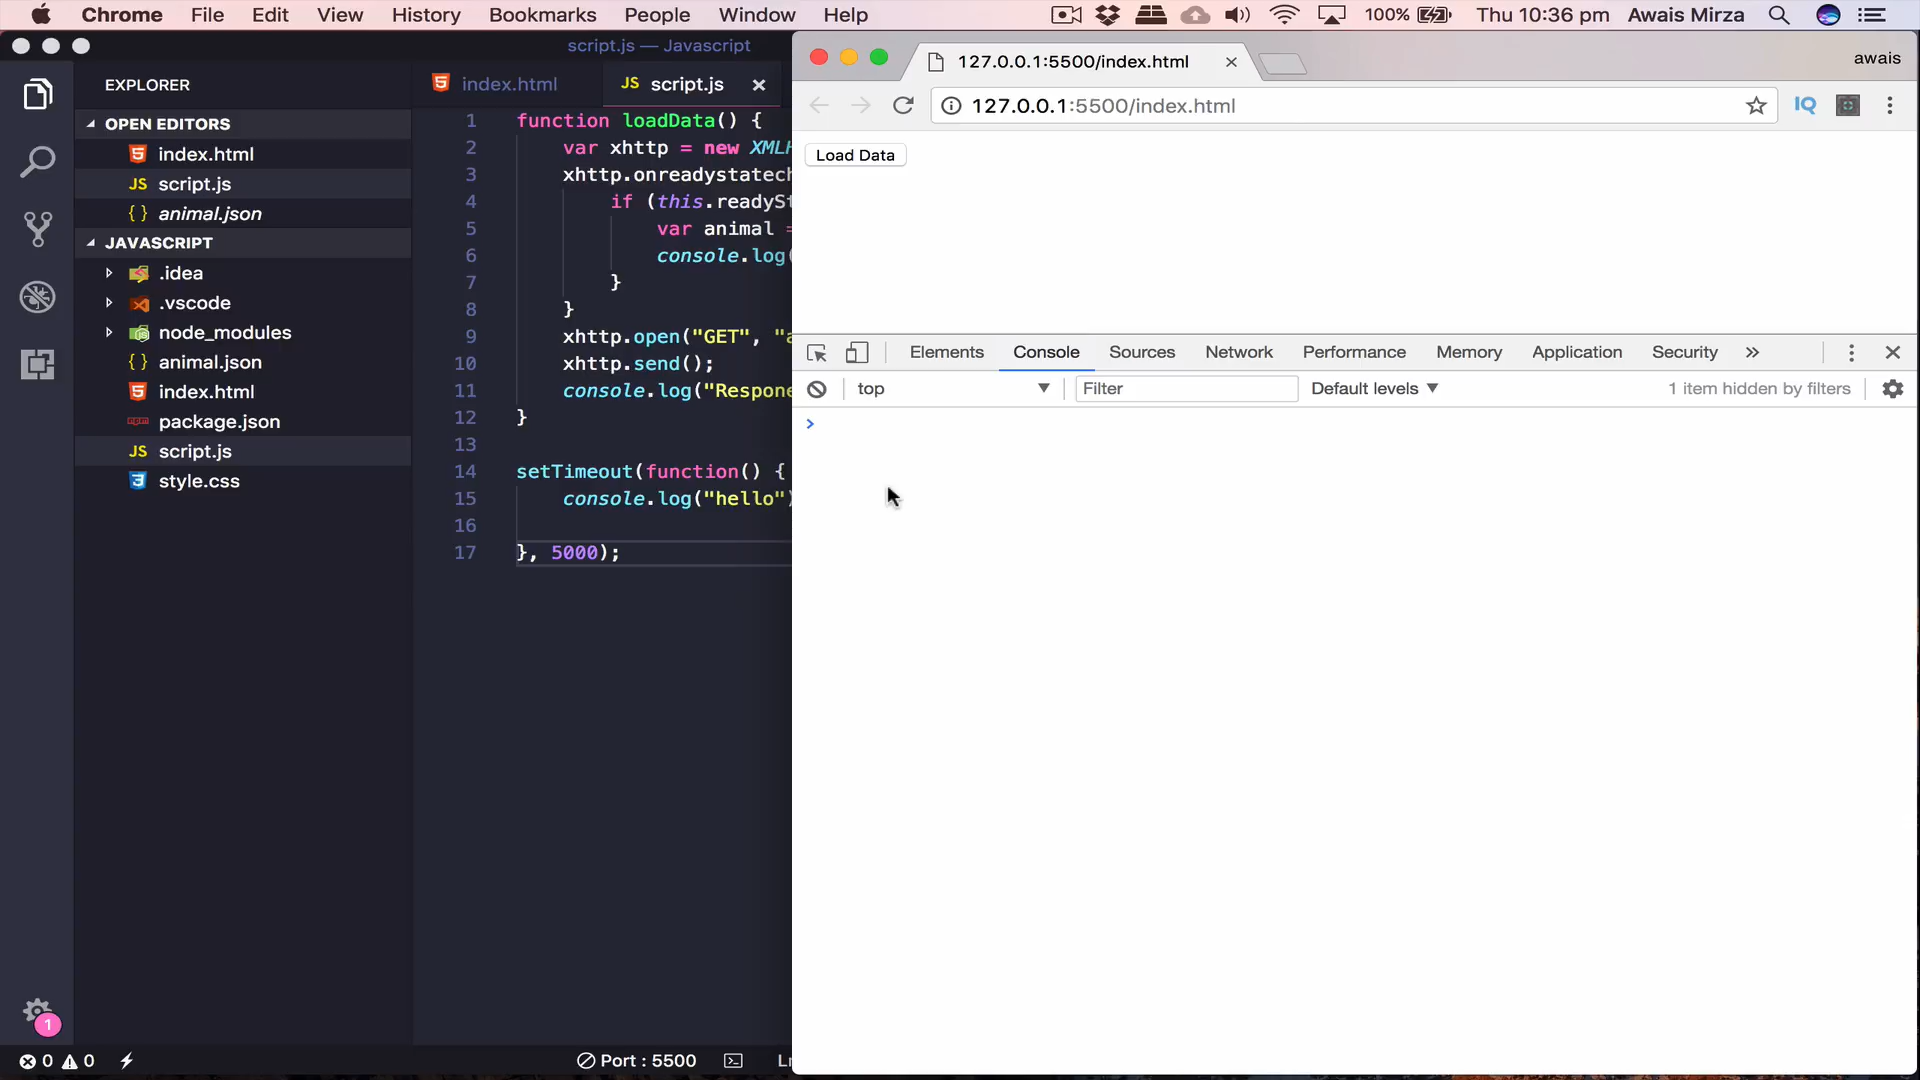 Chrome File Edit View History Bookmarks People Window Help 100% Thu 10:36 pm Awais Mirza
script.js — Javascript
EXPLORER
OPEN EDITORS
index.html
script.js
animal.json
JAVASCRIPT
.idea
.vscode
node_modules
animal.json
index.html
package.json
script.js
style.css
1
0 0
index.html JS script.js
1 function loadData() {
2 var xhttp = new XMLH
3 xhttp.onreadystatech
4 if (this.readySt
5 var animal =
6 console.log(
7 }
8 }
9 xhttp.open("GET", "a
10 xhttp.send();
11 console.log("Respone
12 }
13
14 setTimeout(function() {
15 console.log("hello")
16
17 }, 5000);
Port : 5500
127.0.0.1:5500/index.html awais
127.0.0.1:5500/index.html IQ
Load Data
Elements Console Sources Network Performance Memory Application Security
top Filter Default levels 1 item hidden by filters